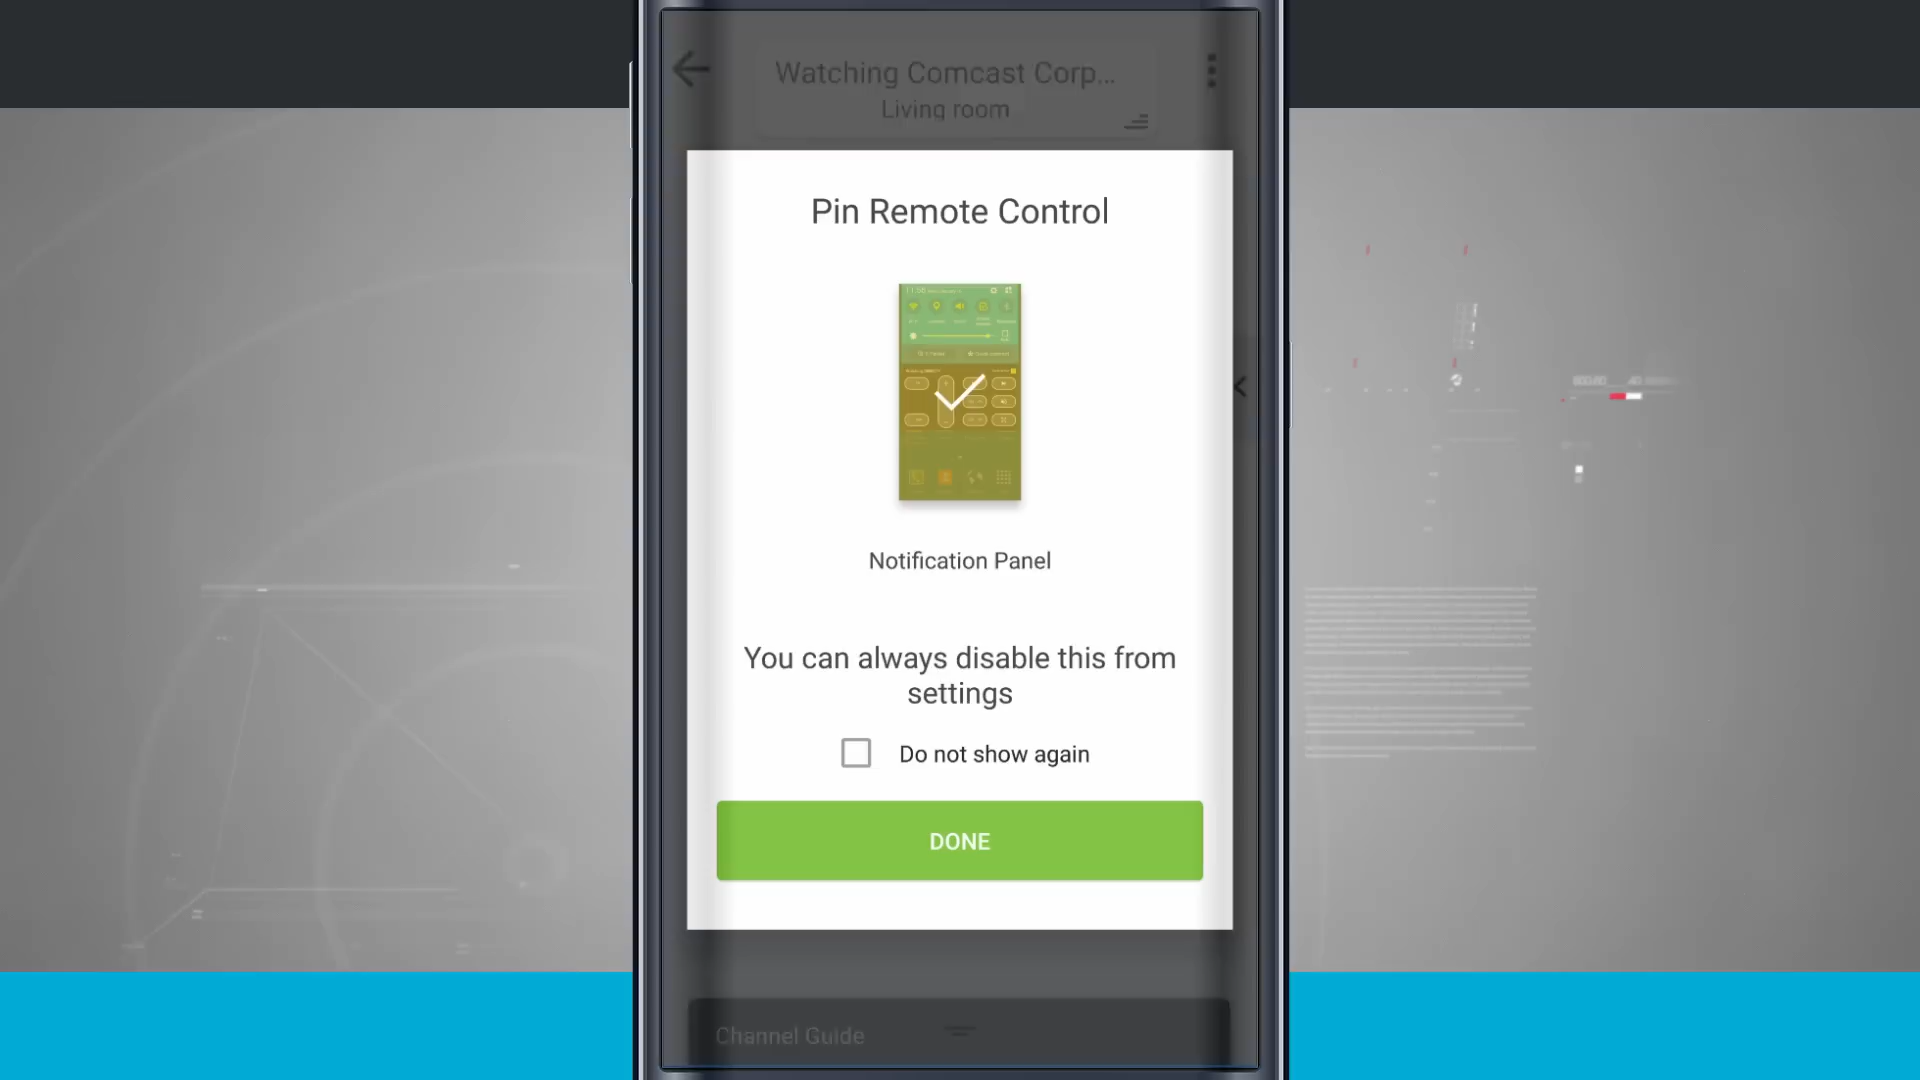 Watching Comcast Corp...
Living room
Pin Remote Control
Notification Panel
You can always disable this from
settings
Do not show again
DONE
Channel Guide